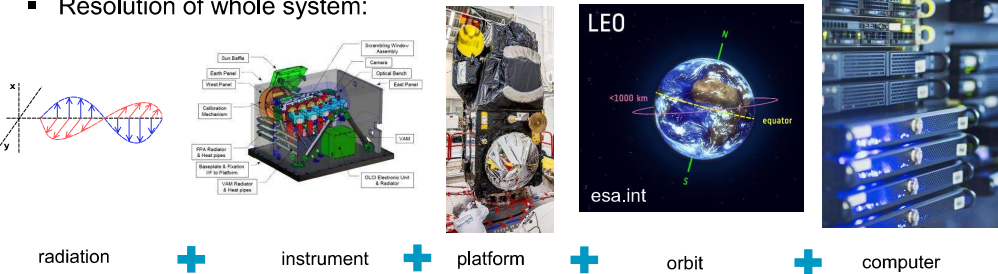 Resolution of whole system:
x
y
Gun Baffle
Earth Panel
West Panel
Calibration
Mechanism
FPA Radiator
& Heat pipes
Baseplate & Fixation
I/F to Platform
VAM Radiator
& Heat pipes
Scrambling Window
Assembly
Camera
Optical Bench
East Panel
VAM
OLCI Electronic Unit
& Radiator
LEO
N
<1000 km
equator
S
esa.int
radiation + instrument + platform + orbit + computer